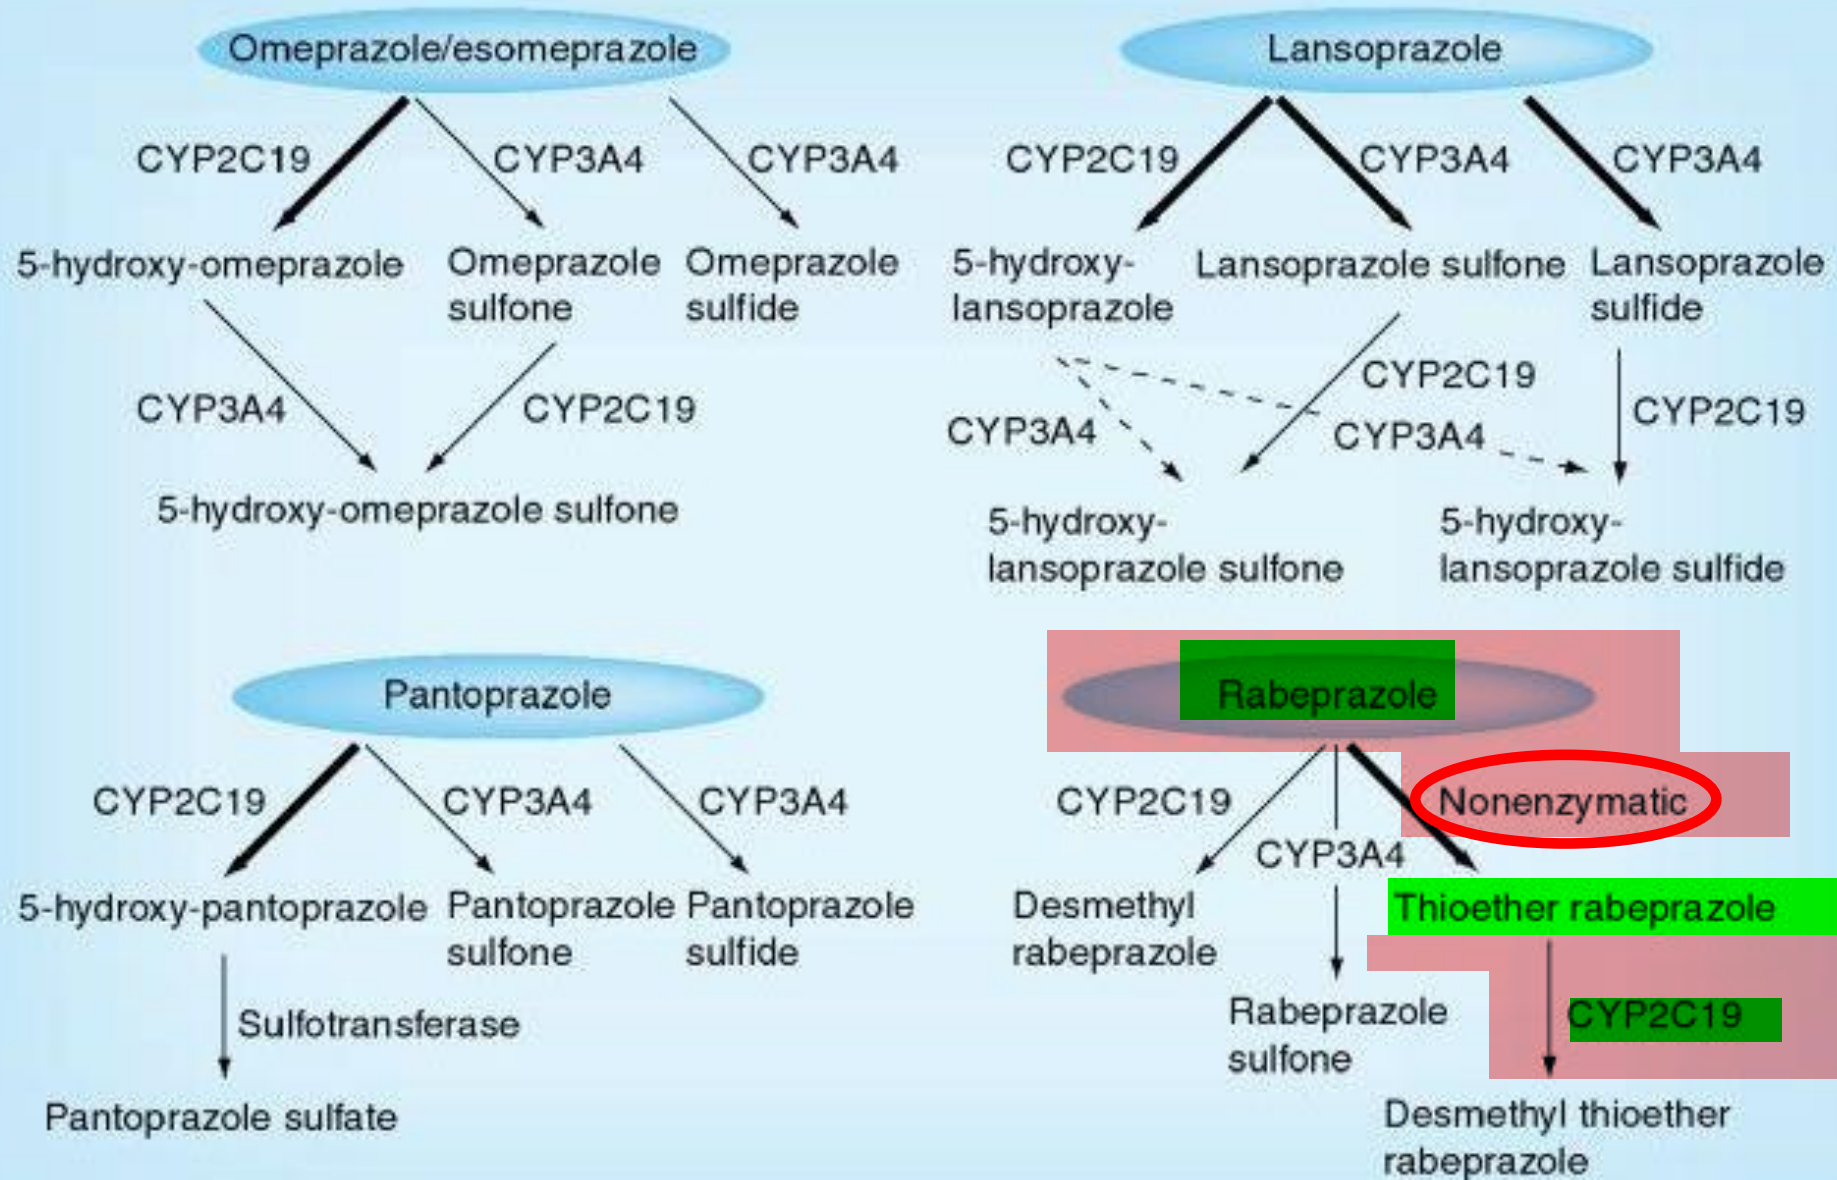 Omeprazole/esomeprazole
CYP2C19
CYP3A4
CYP3A4
5-hydroxy-omeprazole
Omeprazole
sulfone
Omeprazole
sulfide
CYP3A4
CYP2C19
5-hydroxy-omeprazole sulfone
Lansoprazole
CYP2C19
CYP3A4
CYP3A4
5-hydroxy-
lansoprazole
Lansoprazole sulfone
Lansoprazole
sulfide
CYP3A4
CYP2C19
CYP3A4
CYP2C19
5-hydroxy-
lansoprazole sulfone
5-hydroxy-
lansoprazole sulfide
Pantoprazole
CYP2C19
CYP3A4
CYP3A4
5-hydroxy-pantoprazole
Pantoprazole
sulfone
Pantoprazole
sulfide
Sulfotransferase
Pantoprazole sulfate
Rabeprazole
CYP2C19
CYP3A4
Nonenzymatic
Desmethyl
rabeprazole
Rabeprazole
sulfone
Thioether rabeprazole
CYP2C19
Desmethyl thioether
rabeprazole